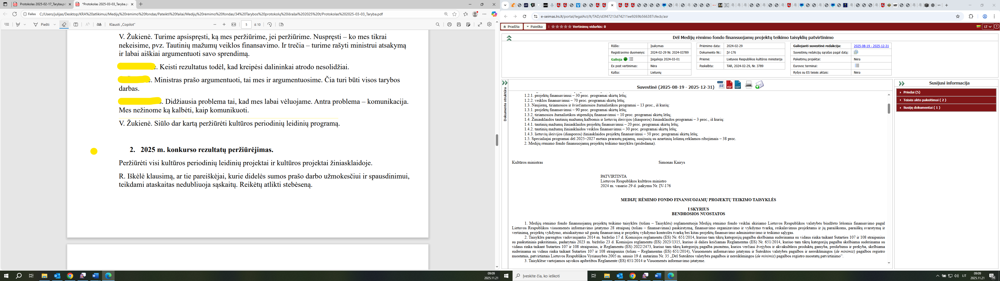 Protokolas 2025-02-17_Taryba.pd
*Protokolas 2025-03-03_Taryba.p
Failas
C:/Users/julijas/Desktop/KRA%20atlikimui/Medijų%20rėmimo%20fondas/Pateikti%20failai/Medijų%20rėmimo%20fondas/34%20Tarybos%20protokolų%20išrašai%202025%20t/Protokolas%202025-03-03_Taryba.pdf
Piešti
Klausti „Copilot“
5 iš 10
V. Žukienė. Turime apsispręsti, ką mes peržiūrime, jei peržiūrime. Nuspręsti – ko mes tikrai
nekeisime, pvz. Tautinių mažumų veiklos finansavimo. Ir trečia – turime rašyti ministrui atsakymą
ir labai aiškiai argumentuoti savo sprendimą.
. Keisti rezultatus todėl, kad kreipėsi dalininkai atrodo nesolidžiai.
. Ministras prašo argumentuoti, tai mes ir argumentuosime. Čia turi būti visos tarybos
darbas.
. Didžiausia problema tai, kad mes labai vėluojame. Antra problema – komunikacija.
Mes nežinome ką kalbėti, kaip komunikuoti.
V. Žukienė. Siūlo dar kartą peržiūrėti kultūros periodinių leidinių programą.
2. 2025 m. konkurso rezultatų peržiūrėjimas.
Peržiūrėti visi kultūros periodinių leidinių projektai ir kultūros projektai žiniasklaidoje.
R. Iškėlė klausimą, ar tie pareiškėjai, kurie dideles sumos prašo darbo užmokesčiui ir spausdinimui,
teikdami ataskaitas nedubliuoja sąskaitų. Reikėtų atlikti stebėseną.
09:09
2025.11.21
e-seimas.lrs.lt/portal/legalAct/lt/TAD/d3f47213d74211ee9269b566387cfecb/asr
Pradžia
Paieška
Vertinimų vidurkis: 0
LT
Dėl Medijų rėmimo fondo finansuojamų projektų teikimo taisyklių patvirtinimo
Rūšis: Įsakymas
Registravimo duomenys: 2024-02-29 Nr. 2024-03789
Galioja Įsigalioja 2024-03-01
Ex post vertinimas: Nėra
Kalba: Lietuvių
Priėmimo data: 2024-02-29
Dokumento Nr.: ĮV-176
Priėmė: Lietuvos Respublikos kultūros ministerija
Paskelbta: TAR, 2024-02-29, Nr. 3789
Galiojanti suvestinė redakcija: 2025-08-19 - 2025-12-31
Suvestinių redakcijų sąrašas pagal datą:
Pakeitimų projektai: Nėra
Eurovoc terminai:
Ryšys su ES teisės aktais: Nėra
Dokumento struktūra
Suvestinė (2025-08-19 - 2025-12-31)
1.2.1. projektų finansavimui – 30 proc. programai skirtų lėšų;
1.2.2. veiklos finansavimui – 70 proc. programai skirtų lėšų;
1.3. Naujienų, tiriamosios ir šviečiamosios žurnalistikos programai – 13 proc., iš kurių:
1.3.1. projektų finansavimui – 90 proc. programai skirtų lėšų;
1.3.2. tiriamosios žurnalistikos stipendijų finansavimui – 10 proc. programai skirtų lėšų;
1.4. Žiniasklaidos tautinių mažumų kalbomis ir lietuvių išeivijos (diasporos) žiniasklaidos programai – 3 proc., iš kurių:
1.4.1. tautinių mažumų žiniasklaidos projektų finansavimui – 20 proc. programai skirtų lėšų;
1.4.2. tautinių mažumų žiniasklaidos veiklos finansavimui – 30 proc. programai skirtų lėšų;
1.4.3. lietuvių išeivijos (diasporos) žiniasklaidos projektų finansavimui – 50 proc. programai skirtų lėšų;
1.5. Specialiajai programai dėl 2025–2027 metais prarastų pajamų, susijusių su azartinių lošimų reklamos ribojimais – 38 proc.
2. Medijų rėmimo fondo finansuojamų projektų teikimo taisyklės (pridedama).
Kultūros ministras Simonas Kairys
PATVIRTINTA
Lietuvos Respublikos kultūros ministro
2024 m. vasario 29 d. įsakymu Nr. ĮV-176
MEDIJŲ RĖMIMO FONDO FINANSUOJAMŲ PROJEKTŲ TEIKIMO TAISYKLĖS
I SKYRIUS
BENDROSIOS NUOSTATOS
1. Medijų rėmimo fondo finansuojamų projektų teikimo taisyklės (toliau – Taisyklės) reglamentuoja Medijų rėmimo fondo veiklai skiriamo Lietuvos Respublikos valstybės biudžeto lėšomis finansavimo pagal
Lietuvos Respublikos visuomenės informavimo įstatymo 28 straipsnį (toliau – finansavimas) paskirstymą, finansavimo organizavimo ir vykdymo tvarką, reikalavimus projektams ir jų paraiškoms, paraiškų svarstymą ir
vertinimą, projektų vykdymo, atsiskaitymo už gautą finansavimą ir projektų vykdymo kontrolės tvarką bei kitas projektų finansavimo administravimo ir teikimo sąlygas.
2. Taisyklės parengtos vadovaujantis 2014 m. birželio 17 d. Komisijos reglamentu (ES) Nr. 651/2014, kuriuo tam tikrų kategorijų pagalba skelbiama suderinama su vidaus rinka taikant Sutarties 107 ir 108 straipsnius
su paskutiniais pakeitimais, padarytais 2023 m. birželio 23 d. Komisijos reglamentu (ES) 2023/1315, kuriuo iš dalies keičiamas Reglamentas (ES) Nr. 651/2014, kuriuo tam tikrų kategorijų pagalba skelbiama suderinama su
vidaus rinka taikant Sutarties 107 ir 108 straipsnius, ir Reglamentu (ES) 2022/2473, kuriuo tam tikrų kategorijų pagalba įmonėms, kurios verčiasi žvejybos ir akvakultūros produktų gamyba, perdirbimu ir prekyba, skelbiama
suderinama su vidaus rinka taikant Sutarties 107 ir 108 straipsnius (toliau – Reglamentas (ES) 651/2014), Visuomenės informavimo įstatymu ir Suteiktos valstybės pagalbos ir nereikšmingos (de minimis) pagalbos registro
nuostatais, patvirtintais Lietuvos Respublikos Vyriausybės 2005 m. sausio 19 d. nutarimu Nr. 35 „Dėl Suteiktos valstybės pagalbos ir nereikšmingos (de minimis) pagalbos registro nuostatų patvirtinimo“.
3. Taisyklėse vartojamos sąvokos apibrėžtos Reglamente (ES) 651/2014 ir Visuomenės informavimo įstatyme.
Susijusi informacija
Priedai (5)
Teisės akto pakeitimai ( 2 )
Susiję dokumentai ( 1 )
Įveskite čia, ko ieškoti
LIT
09:09
2025.11.21